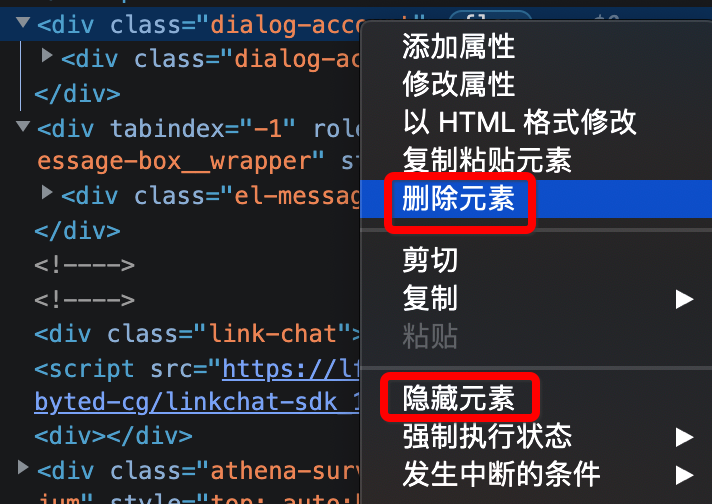 <div class="dialog-acco
<div class="dialog-ac
</div>
<div tabindex="-1" rol
essage-box__wrapper" st
<div class="el-messag
</div>
<!---->
<!---->
<div class="link-chat">
<script src="https://lf
byted-cg/linkchat-sdk_1
<div></div>
<div class="athena-surv
ium" style="top: auto;b
添加属性
修改属性
以 HTML 格式修改
复制粘贴元素
删除元素
剪切
复制
粘贴
隐藏元素
强制执行状态
发生中断的条件